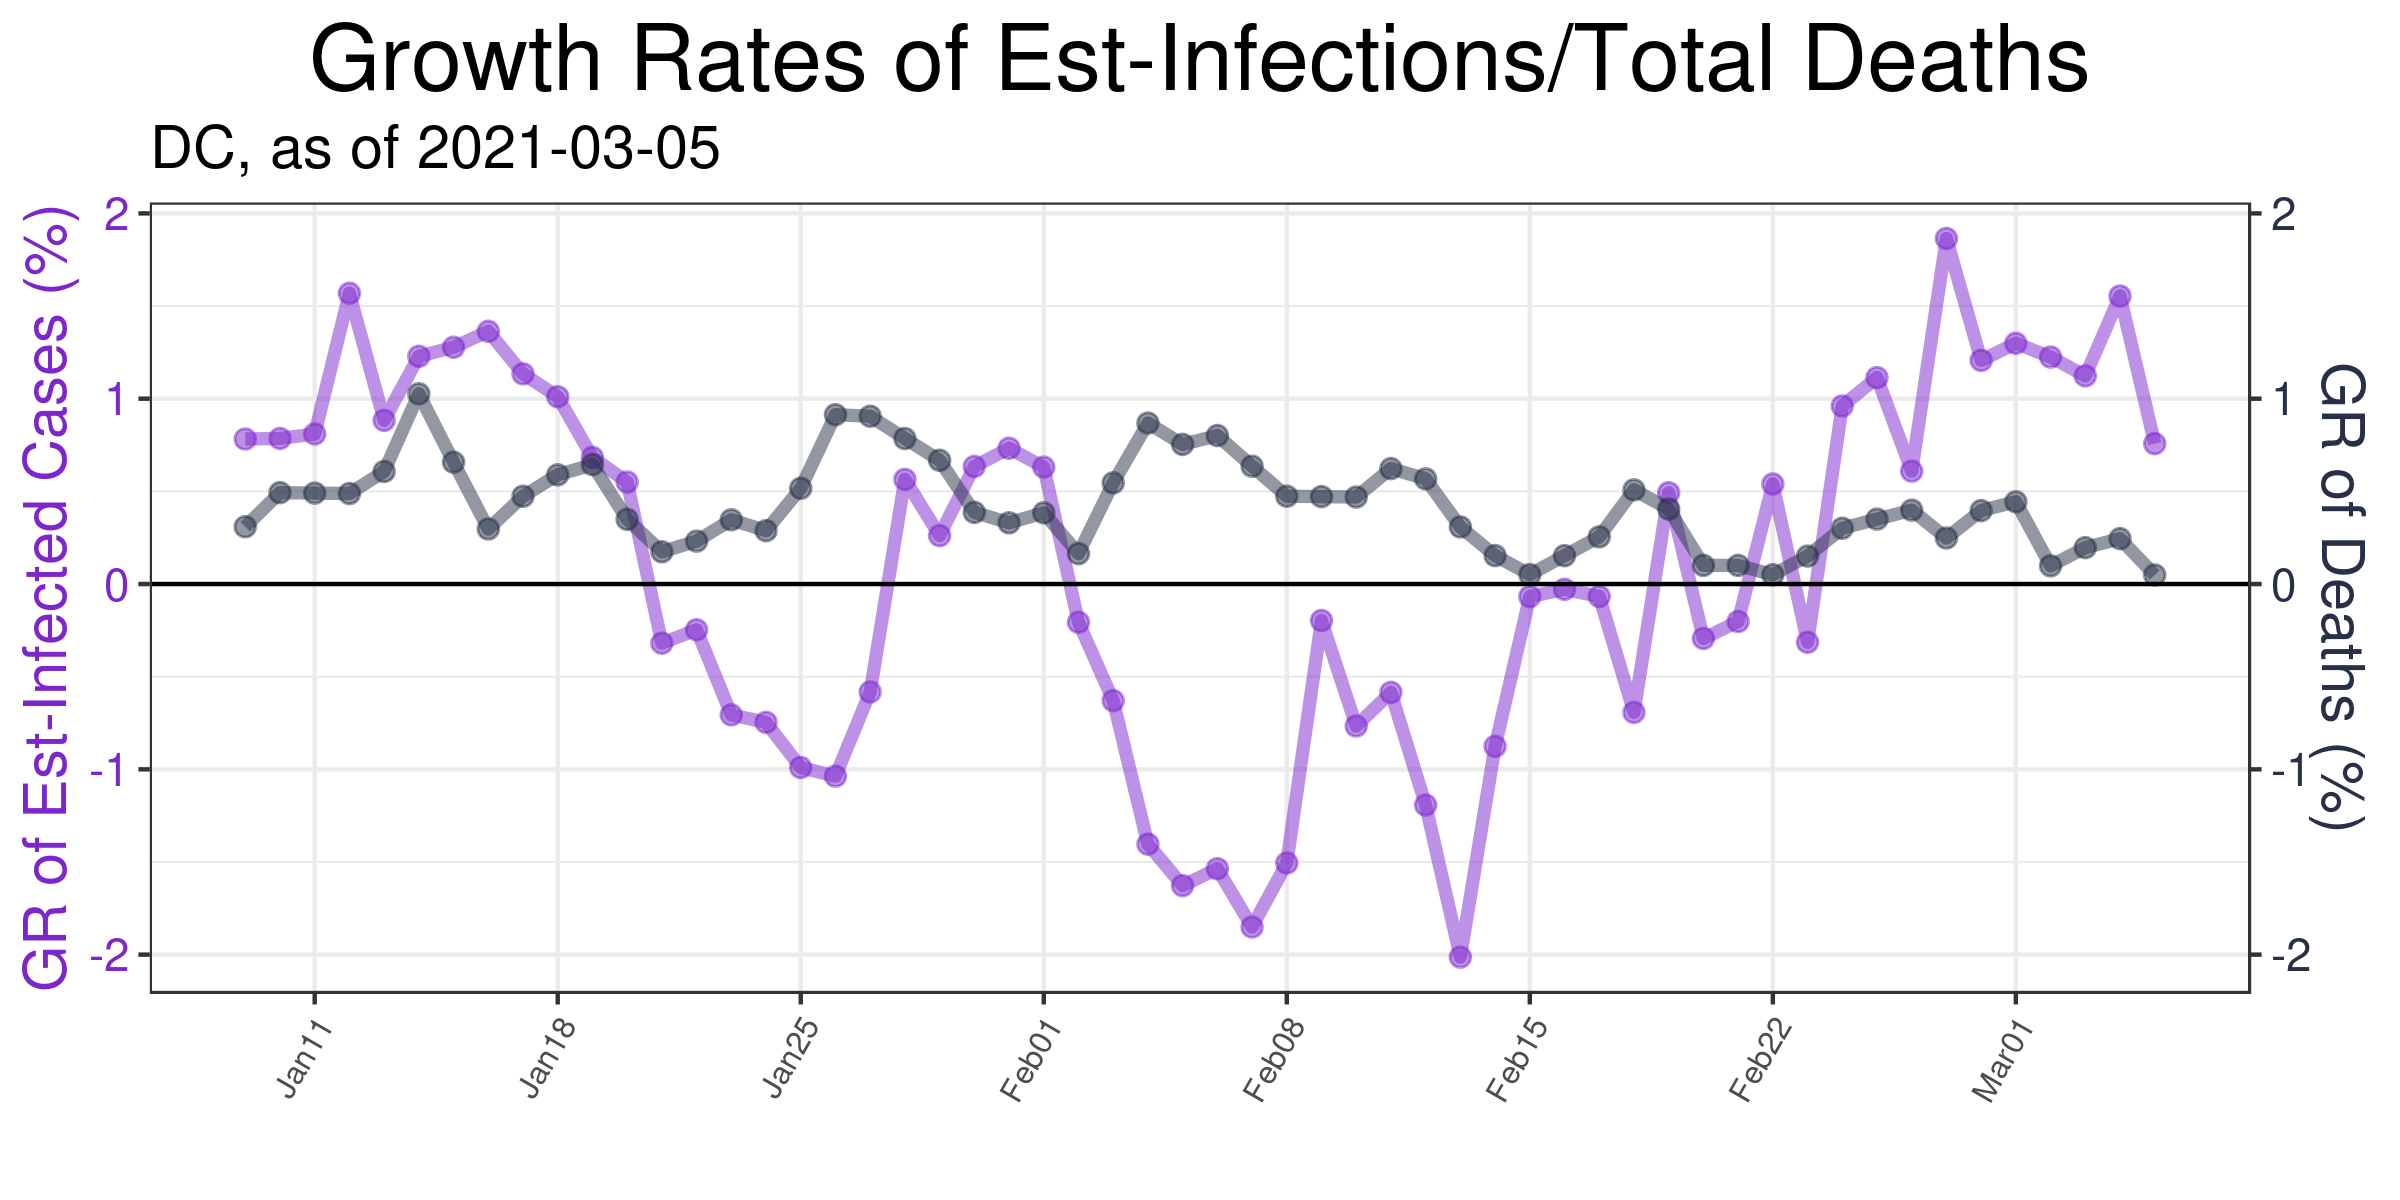 Growth Rates of Est-Infections/Total Deaths
DC, as of 2021-03-05
GR of Est-Infected Cases (%)
2
1
0
-1
-2
2
1
0
-1
-2
GR of Deaths (%)
Jan11
Jan18
Jan25
Feb01
Feb08
Feb15
Feb22
Mar01